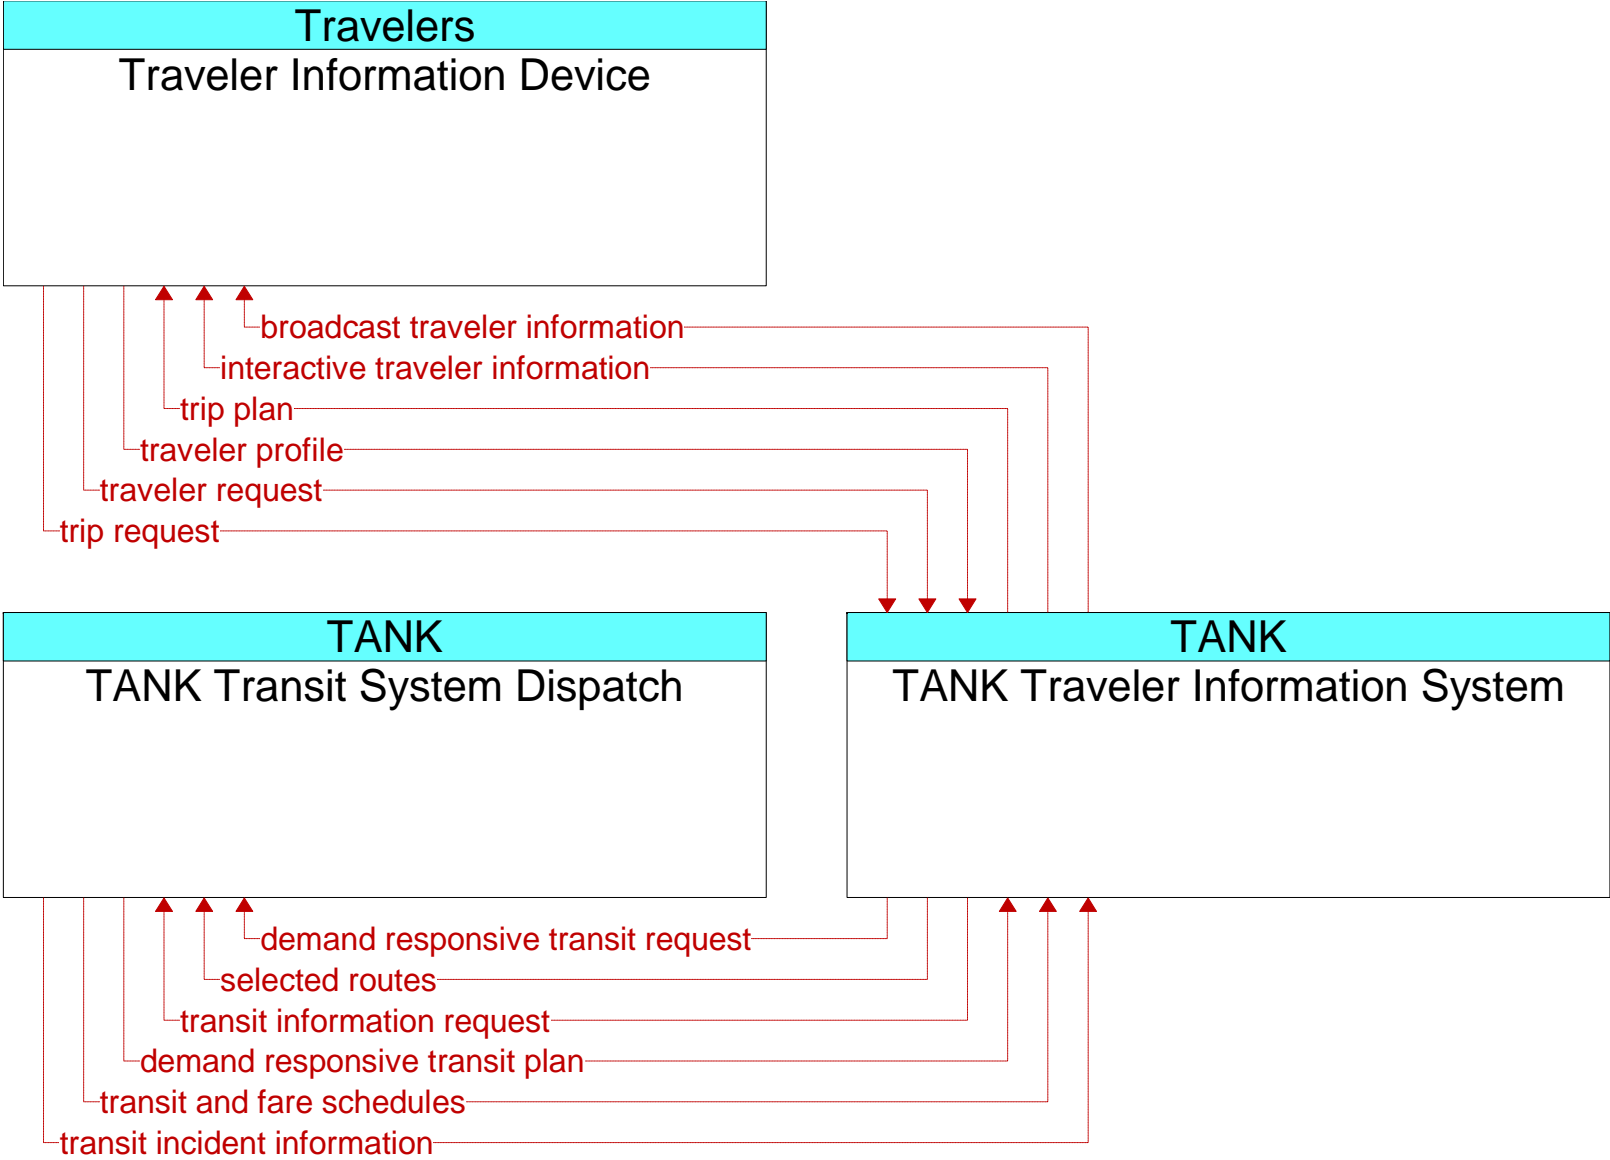 Travelers
Traveler Information Device
broadcast traveler information
interactive traveler information
trip plan
traveler profile
traveler request
trip request
TANK
TANK Transit System Dispatch
TANK
TANK Traveler Information System
demand responsive transit request
selected routes
transit information request
demand responsive transit plan
transit and fare schedules
transit incident information